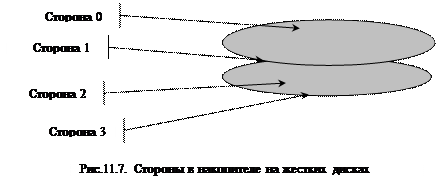 Сторона 0
Сторона 1
Сторона 2
Сторона 3
Рис.11.7. Стороны в накопителе на жестких дисках